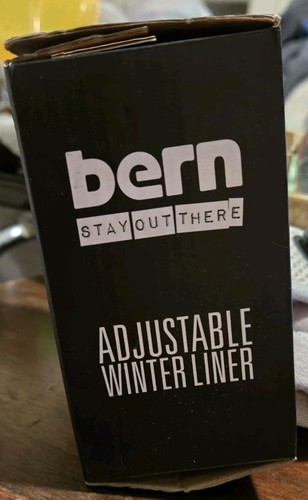 bern
STAY OUT THERE
ADJUSTABLE
WINTER LINER